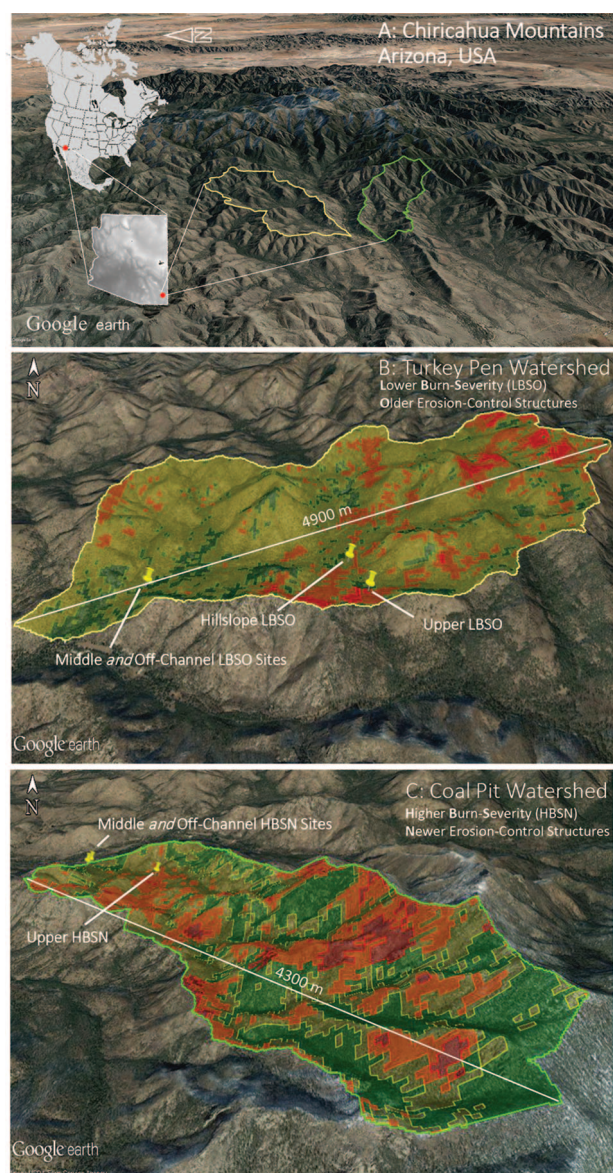 N
A: Chiricahua Mountains
Arizona, USA
Google earth
N
B: Turkey Pen Watershed
Lower Burn-Severity (LBSO)
Older Erosion-Control Structures
4900 m
Hillslope LBSO
Upper LBSO
Middle and Off-Channel LBSO Sites
Google earth
N
C: Coal Pit Watershed
Higher Burn-Severity (HBSN)
Newer Erosion-Control Structures
Middle and Off-Channel HBSN Sites
Upper HBSN
4300 m
Google earth